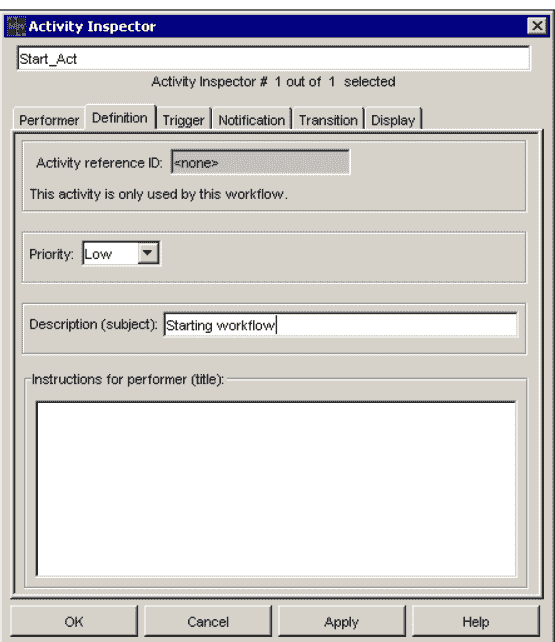 Activity Inspector
Start_Act
Activity Inspector # 1 out of 1 selected
Performer Definition Trigger Notification Transition Display
Activity reference ID: <none>
This activity is only used by this workflow.
Priority: Low
Description (subject): Starting workflow
Instructions for performer (title):
OK Cancel Apply Help